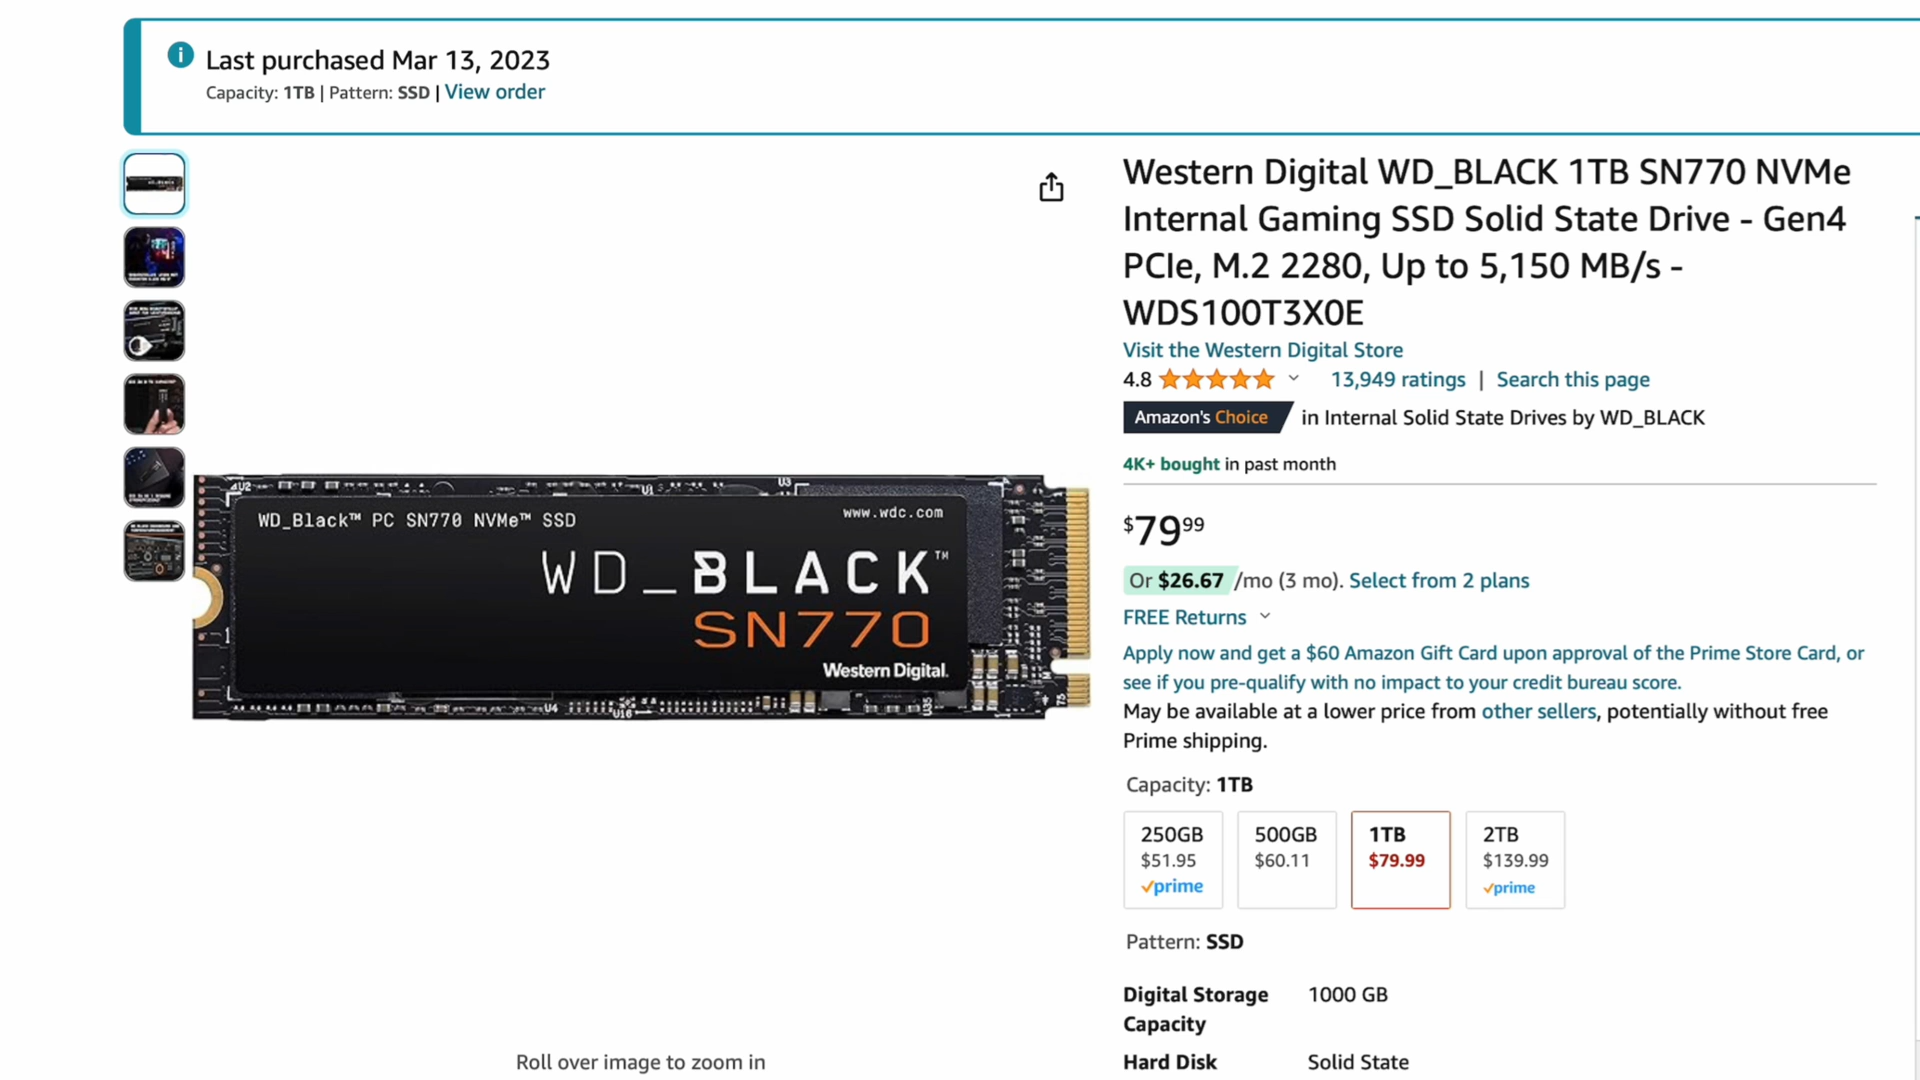 Last purchased Mar 13, 2023
Capacity: 1TB | Pattern: SSD | View order
Western Digital WD_BLACK 1TB SN770 NVMe
Internal Gaming SSD Solid State Drive - Gen4
PCIe, M.2 2280, Up to 5,150 MB/s -
WDS100T3X0E
Visit the Western Digital Store
4.8 13,949 ratings | Search this page
Amazon's Choice in Internal Solid State Drives by WD_BLACK
4K+ bought in past month
$79.99
Or $26.67 /mo (3 mo). Select from 2 plans
FREE Returns
Apply now and get a $60 Amazon Gift Card upon approval of the Prime Store Card, or
see if you pre-qualify with no impact to your credit bureau score.
May be available at a lower price from other sellers, potentially without free
Prime shipping.
Capacity: 1TB
250GB
$51.95
prime
500GB
$60.11
1TB
$79.99
2TB
$139.99
prime
Pattern: SSD
Digital Storage Capacity 1000 GB
Hard Disk Solid State
U2
U1
U3
WD_Black™ PC SN770 NVMe™ SSD
www.wdc.com
WD_BLACK™
SN770
Western Digital.
U4
U16
Roll over image to zoom in